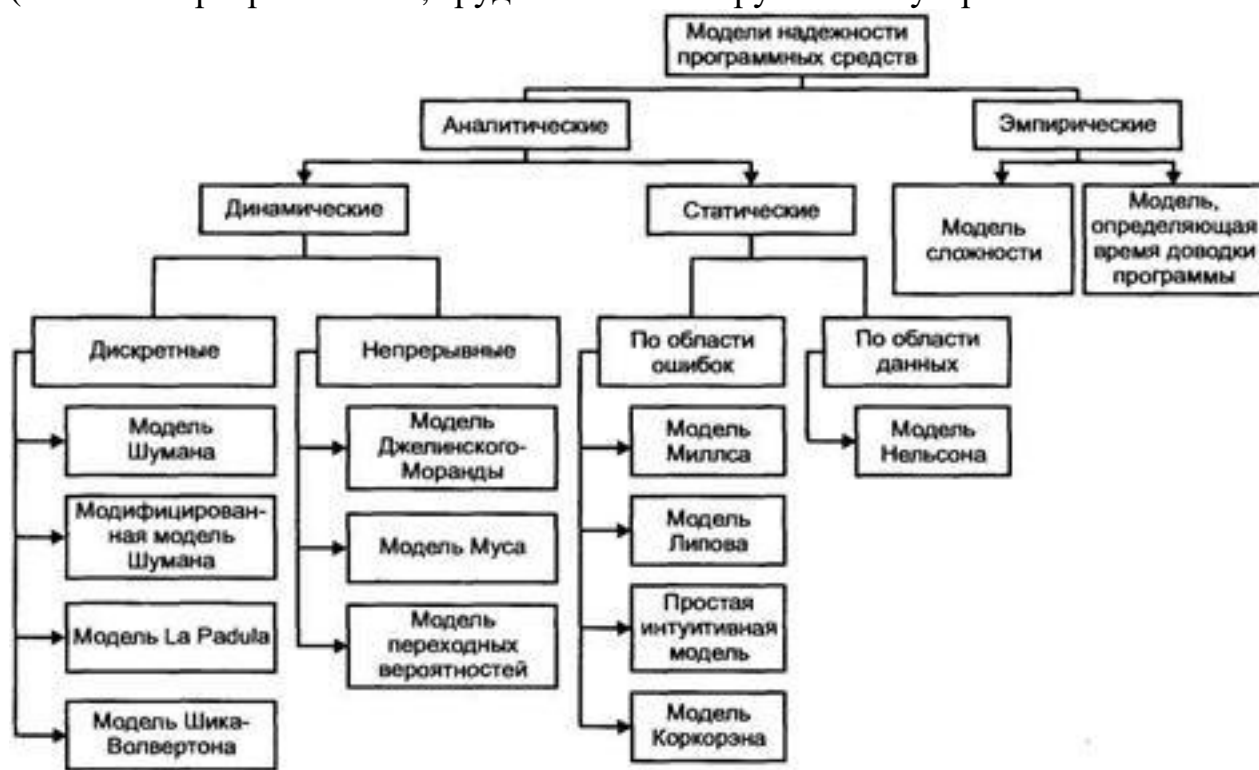 Модели надежности
программных средств
Аналитические
Эмпирические
Динамические
Статические
Модель
сложности
Модель,
определяющая
время доводки
программы
Дискретные
Непрерывные
По области
ошибок
По области
данных
Модель
Шумана
Модель
Джелинского-
Моранды
Модель
Миллса
Модель
Нельсона
Модифицирован-
ная модель
Шумана
Модель Муса
Модель
Липова
Модель La Padula
Модель
переходных
вероятностей
Простая
интуитивная
модель
Модель Шика-
Волвертона
Модель
Коркорэна